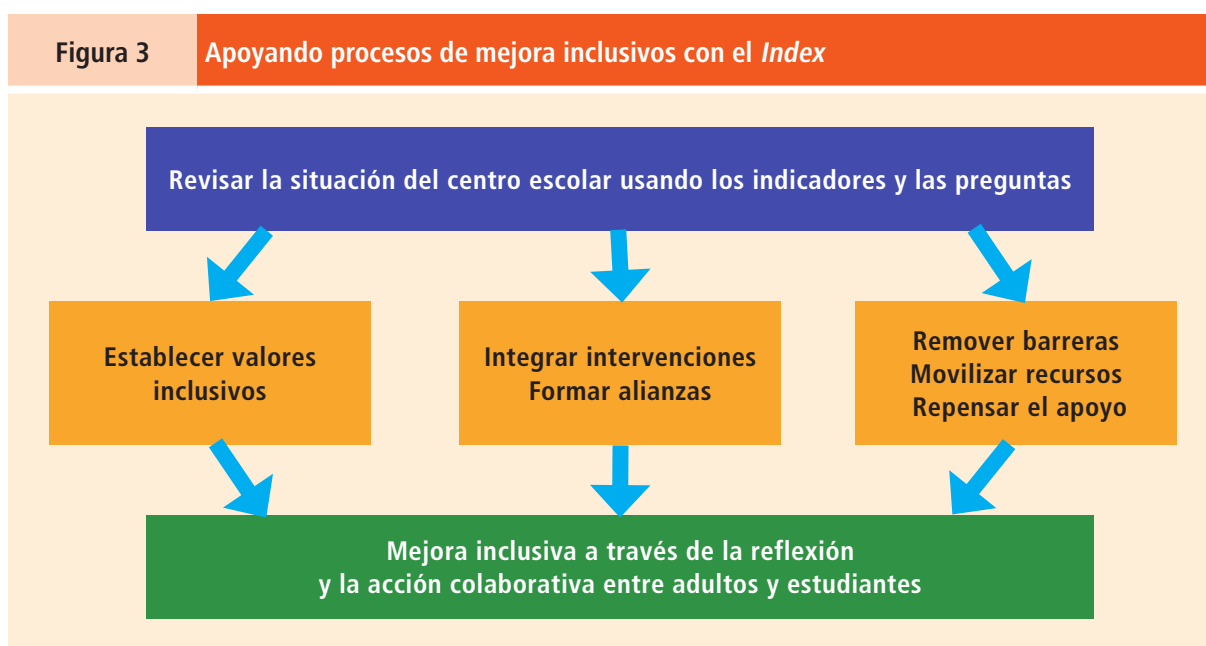 Figura 3
Apoyando procesos de mejora inclusivos con el Index
Revisar la situación del centro escolar usando los indicadores y las preguntas
Establecer valores
inclusivos
Integrar intervenciones
Formar alianzas
Remover barreras
Movilizar recursos
Repensar el apoyo
Mejora inclusiva a través de la reflexión
y la acción colaborativa entre adultos y estudiantes